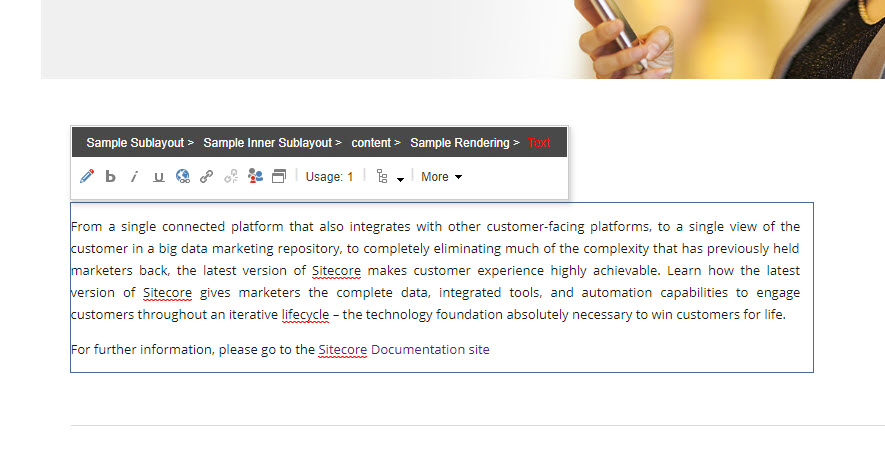 Sample Sublayout > Sample Inner Sublayout > content > Sample Rendering > Text
b i u Usage: 1 More
From a single connected platform that also integrates with other customer-facing platforms, to a single view of the
customer in a big data marketing repository, to completely eliminating much of the complexity that has previously held
marketers back, the latest version of Sitecore makes customer experience highly achievable. Learn how the latest
version of Sitecore gives marketers the complete data, integrated tools, and automation capabilities to engage
customers throughout an iterative lifecycle – the technology foundation absolutely necessary to win customers for life.
For further information, please go to the Sitecore Documentation site